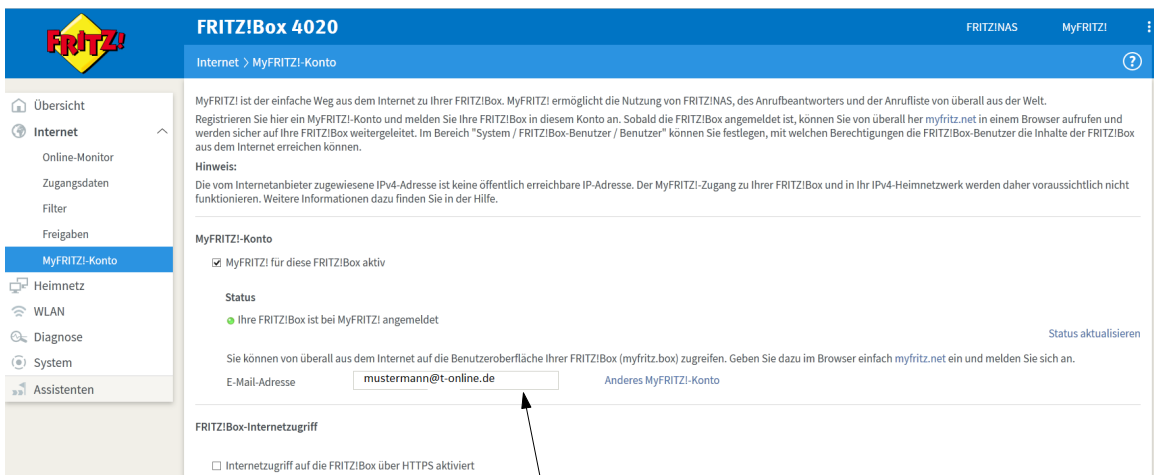 FRITZ!
FRITZ!Box 4020
FRITZ!NAS
MyFRITZ!
Internet > MyFRITZ!-Konto
?
Übersicht
Internet
Online-Monitor
Zugangsdaten
Filter
Freigaben
MyFRITZ!-Konto
Heimnetz
WLAN
Diagnose
System
Assistenten
MyFRITZ! ist der einfache Weg aus dem Internet zu Ihrer FRITZ!Box. MyFRITZ! ermöglicht die Nutzung von FRITZ!NAS, des Anrufbeantworters und der Anrufliste von überall aus der Welt.
Registrieren Sie hier ein MyFRITZ!-Konto und melden Sie Ihre FRITZ!Box in diesem Konto an. Sobald die FRITZ!Box angemeldet ist, können Sie von überall her myfritz.net in einem Browser aufrufen und
werden sicher auf Ihre FRITZ!Box weitergeleitet. Im Bereich "System / FRITZ!Box-Benutzer / Benutzer" können Sie festlegen, mit welchen Berechtigungen die FRITZ!Box-Benutzer die Inhalte der FRITZ!Box
aus dem Internet erreichen können.
Hinweis:
Die vom Internetanbieter zugewiesene IPv4-Adresse ist keine öffentlich erreichbare IP-Adresse. Der MyFRITZ!-Zugang zu Ihrer FRITZ!Box und in Ihr IPv4-Heimnetzwerk werden daher voraussichtlich nicht
funktionieren. Weitere Informationen dazu finden Sie in der Hilfe.
MyFRITZ!-Konto
MyFRITZ! für diese FRITZ!Box aktiv
Status
Ihre FRITZ!Box ist bei MyFRITZ! angemeldet
Status aktualisieren
Sie können von überall aus dem Internet auf die Benutzeroberfläche Ihrer FRITZ!Box (myfritz.box) zugreifen. Geben Sie dazu im Browser einfach myfritz.net ein und melden Sie sich an.
E-Mail-Adresse mustermann@t-online.de Anderes MyFRITZ!-Konto
FRITZ!Box-Internetzugriff
Internetzugriff auf die FRITZ!Box über HTTPS aktiviert